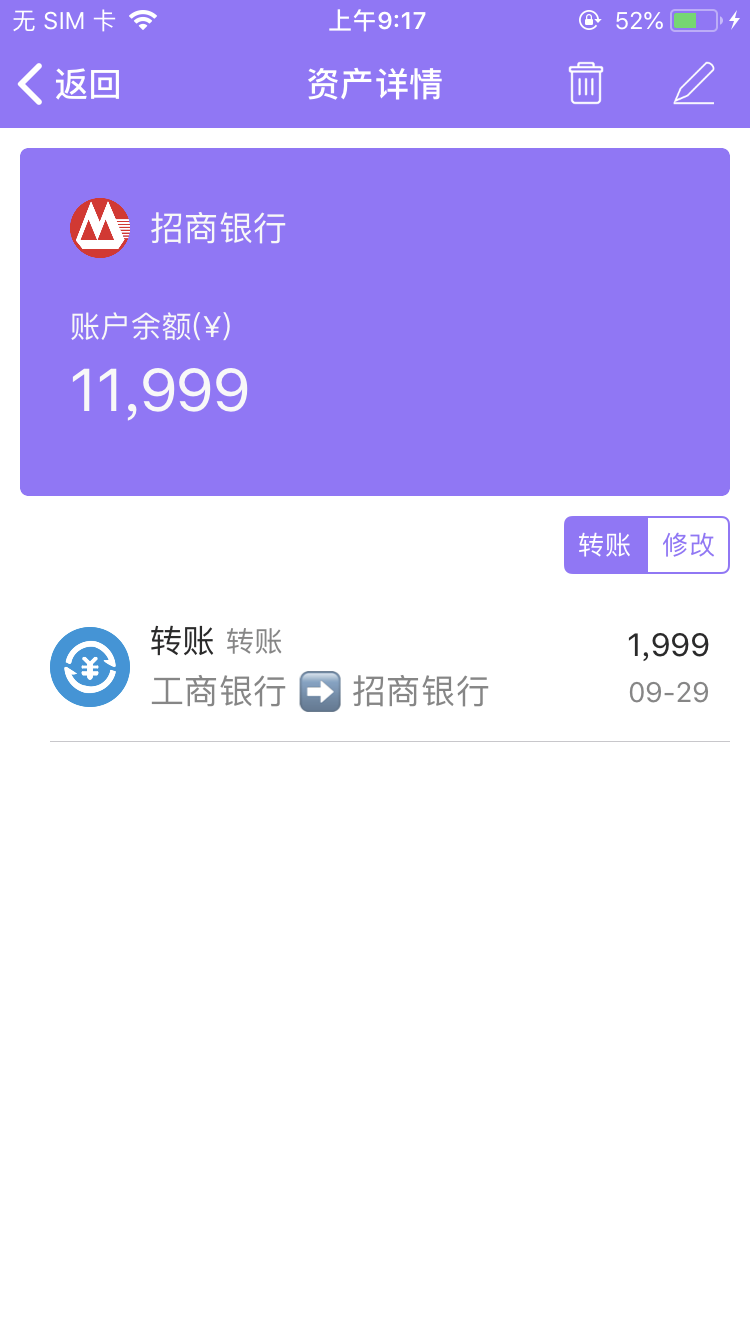 无 SIM 卡 上午9:17 52%
返回 资产详情
招商银行
账户余额(¥)
11,999
转账 修改
转账 转账 1,999
工商银行 ➡️ 招商银行 09-29